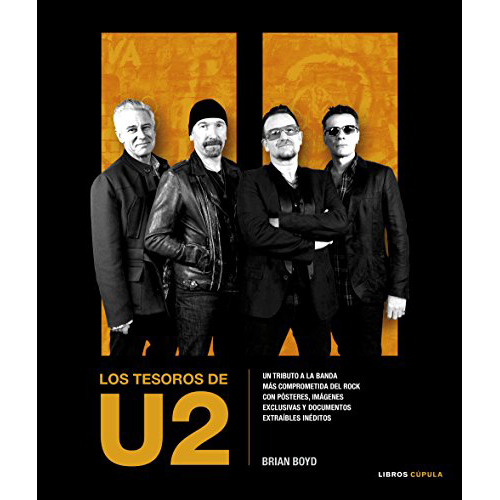 LOS TESOROS DE
U2
UN TRIBUTO A LA BANDA
MÁS COMPROMETIDA DEL ROCK
CON PÓSTERES, IMÁGENES
EXCLUSIVAS Y DOCUMENTOS
EXTRAÍBLES INÉDITOS
BRIAN BOYD
LIBROS CÚPULA